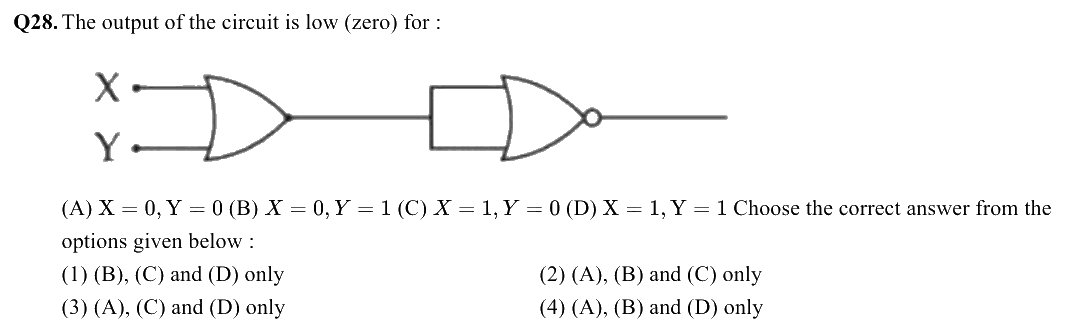 Q28. The output of the circuit is low (zero) for :
X
Y
(A) X = 0, Y = 0 (B) X = 0, Y = 1 (C) X = 1, Y = 0 (D) X = 1, Y = 1 Choose the correct answer from the
options given below :
(1) (B), (C) and (D) only (2) (A), (B) and (C) only
(3) (A), (C) and (D) only (4) (A), (B) and (D) only